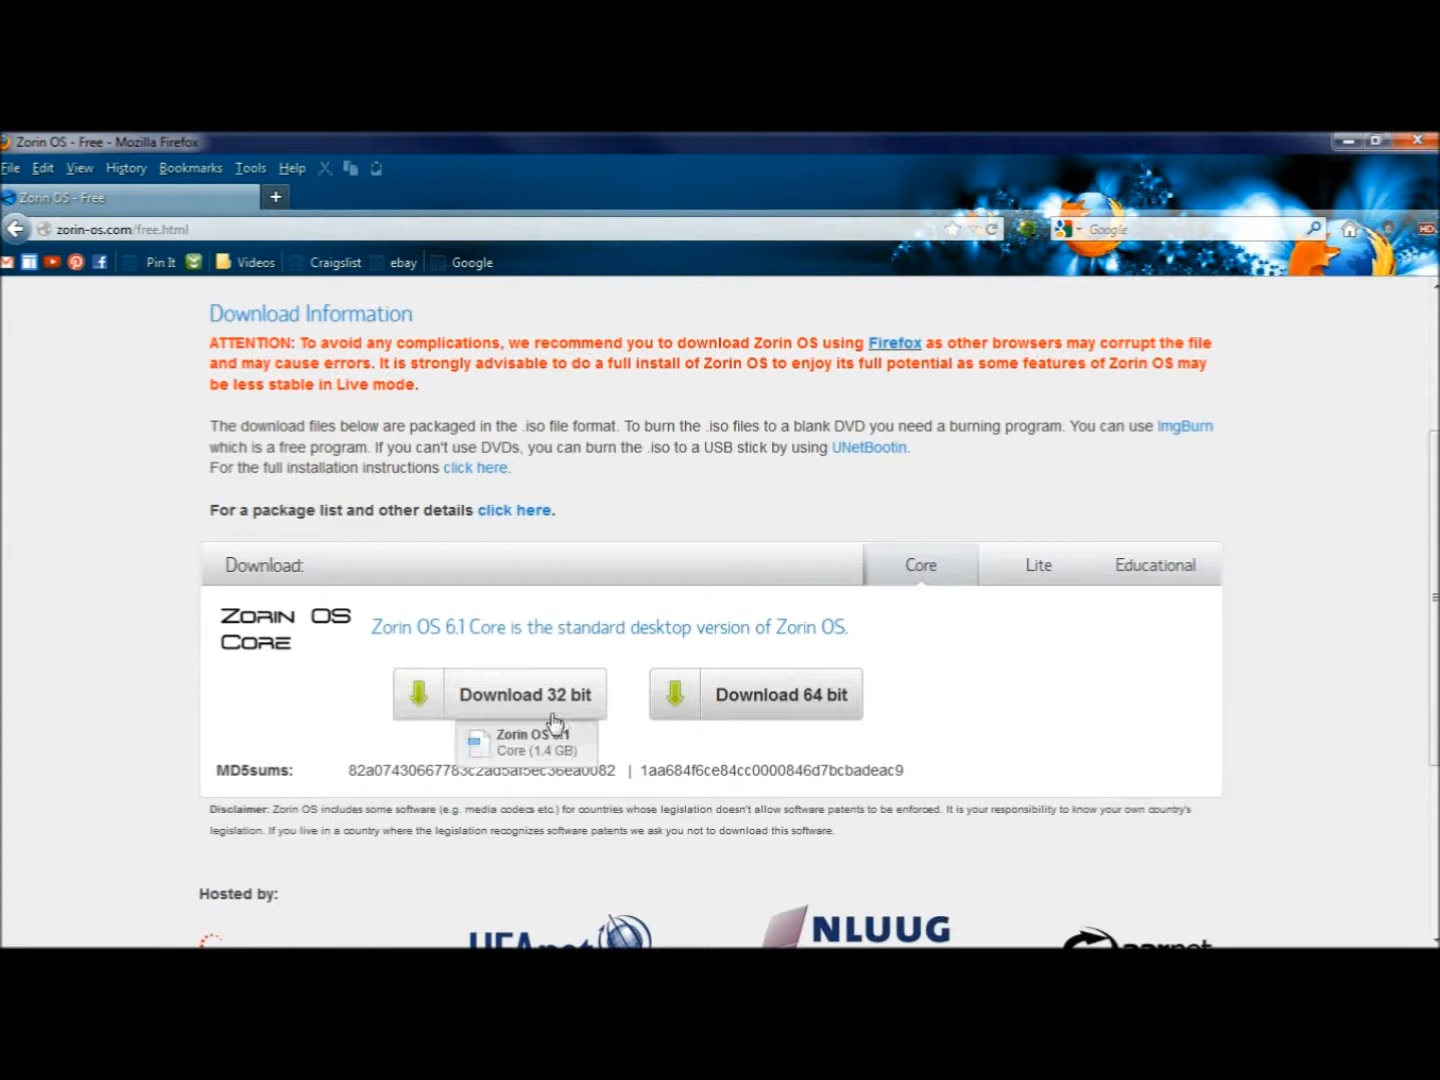 Zorin OS - Free - Mozilla Firefox
File Edit View History Bookmarks Tools Help
Zorin OS - Free
zorin-os.com/free.html
Google
HD
Pin It Videos Craigslist ebay Google
Download Information
ATTENTION: To avoid any complications, we recommend you to download Zorin OS using Firefox as other browsers may corrupt the file
and may cause errors. It is strongly advisable to do a full install of Zorin OS to enjoy its full potential as some features of Zorin OS may
be less stable in Live mode.
The download files below are packaged in the .iso file format. To burn the .iso files to a blank DVD you need a burning program. You can use ImgBurn
which is a free program. If you can't use DVDs, you can burn the .iso to a USB stick by using UNetBootin.
For the full installation instructions click here.
For a package list and other details click here.
Download: Core Lite Educational
Zorin OS
Core
Zorin OS 6.1 Core is the standard desktop version of Zorin OS.
Download 32 bit Download 64 bit
Zorin OS 6.1
Core (1.4 GB)
MD5sums: | 1aa684f6ce84cc0000846d7bcbadeac9
Disclaimer: Zorin OS includes some software (e.g. media codecs etc.) for countries whose legislation doesn't allow software patents to be enforced. It is your responsibility to know your own country's
legislation. If you live in a country where the legislation recognizes software patents we ask you not to download this software.
Hosted by:
NLUUG